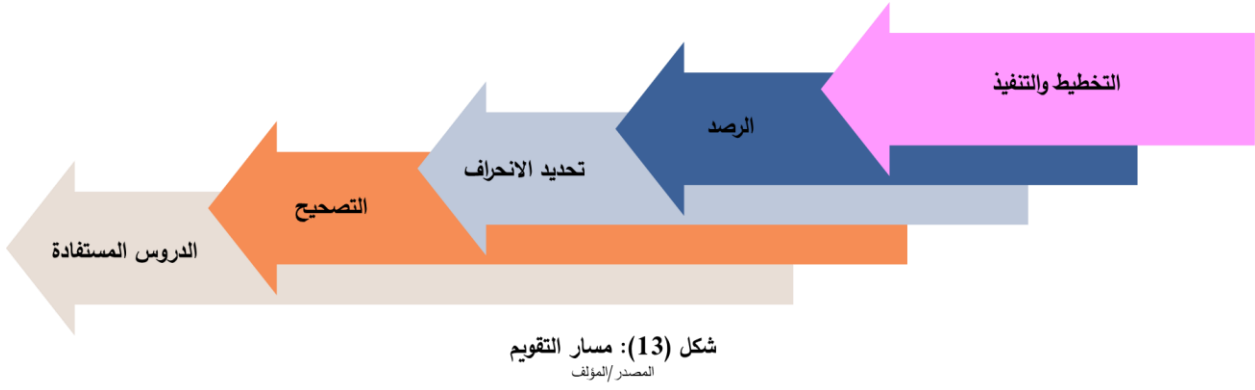 التخطيط والتنفيذ
الرصد
تحديد الانحراف
التصحيح
الدروس المستفادة
شكل (13): مسار التقويم
المصدر/المؤلف